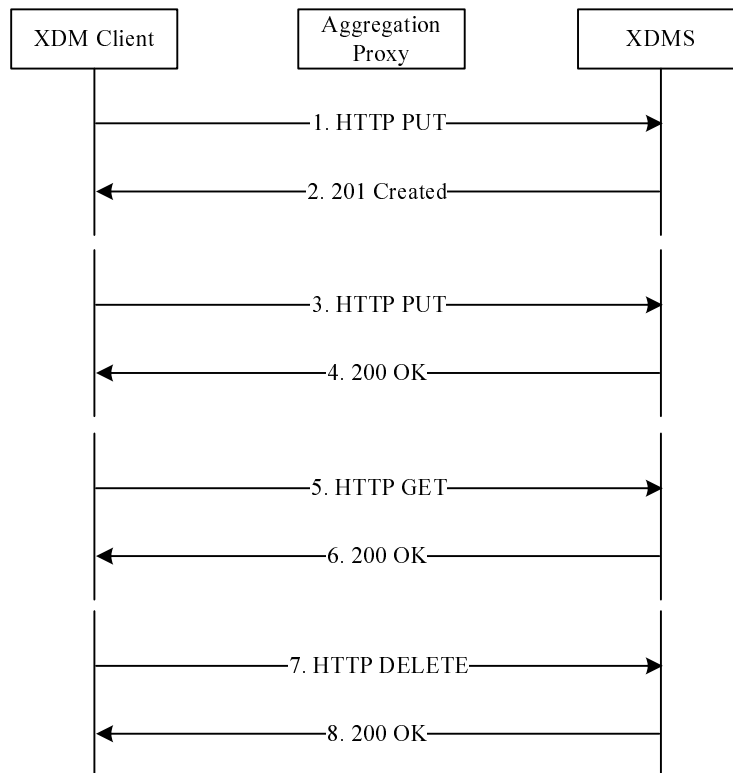 XDM Client
Aggregation
Proxy
XDMS
1. HTTP PUT
2. 201 Created
3. HTTP PUT
4. 200 OK
5. HTTP GET
6. 200 OK
7. HTTP DELETE
8. 200 OK